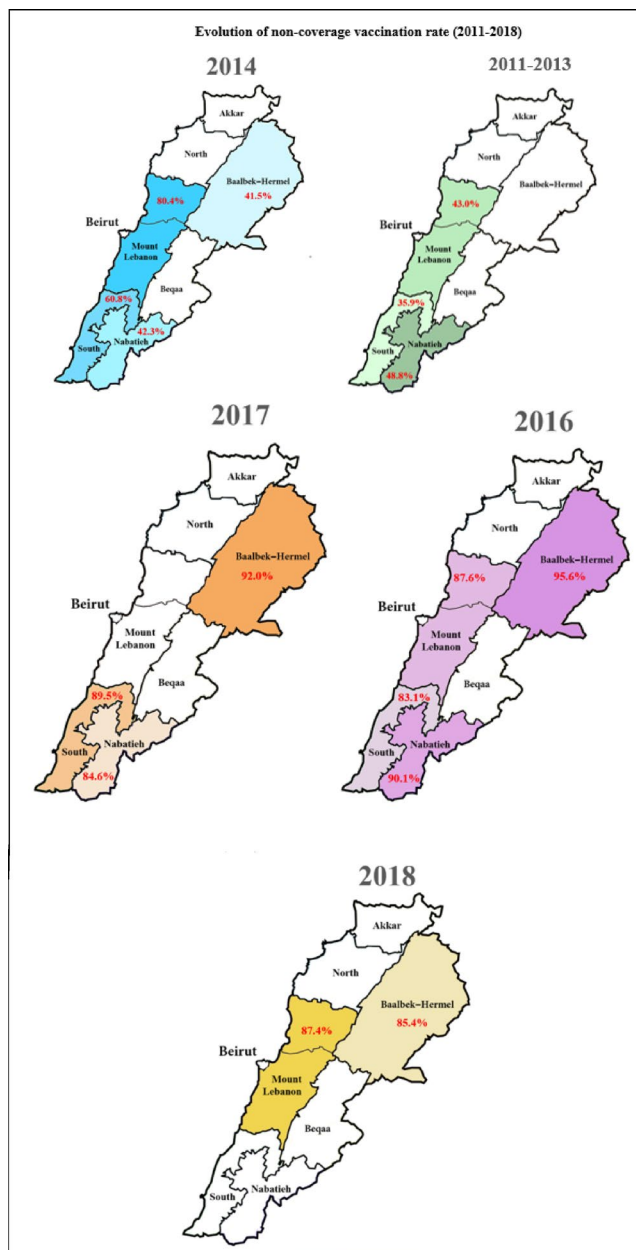 Evolution of non-coverage vaccination rate (2011-2018)
2014
Akkar
North
Baalbek-Hermel
41.5%
80.4%
Beirut
Mount
Lebanon
Beqaa
60.8%
42.3%
Nabatieh
South
2011-2013
Akkar
North
Baalbek-Hermel
43.0%
Beirut
Mount
Lebanon
Beqaa
35.9%
Nabatieh
South
48.8%
2017
Akkar
North
Baalbek-Hermel
92.0%
Beirut
Mount
Lebanon
Beqaa
89.5%
Nabatieh
South
84.6%
2016
Akkar
North
Baalbek-Hermel
87.6%
95.6%
Beirut
Mount
Lebanon
Beqaa
83.1%
Nabatieh
South
90.1%
2018
Akkar
North
Baalbek-Hermel
87.4%
85.4%
Beirut
Mount
Lebanon
Beqaa
Nabatieh
South